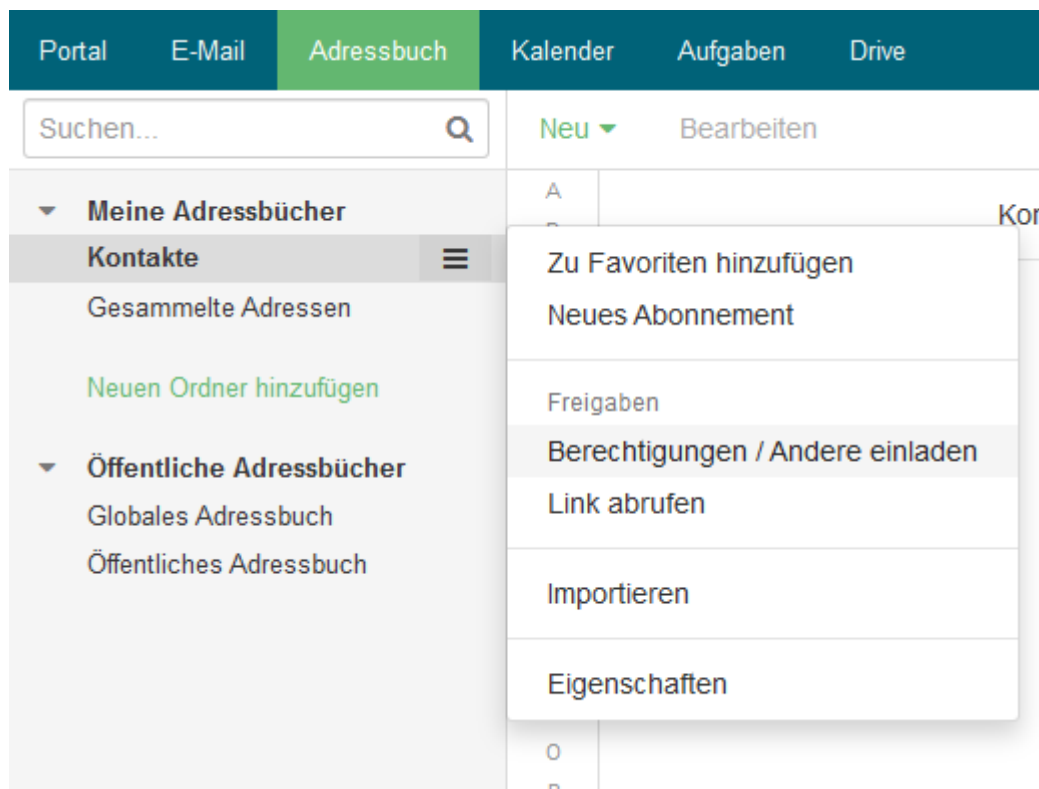 Portal E-Mail Adressbuch Kalender Aufgaben Drive
Suchen...
Neu Bearbeiten
Meine Adressbücher
Kontakte
Gesammelte Adressen
Neuen Ordner hinzufügen
Öffentliche Adressbücher
Globales Adressbuch
Öffentliches Adressbuch
A
Zu Favoriten hinzufügen
Neues Abonnement
Freigaben
Berechtigungen / Andere einladen
Link abrufen
Importieren
Eigenschaften
O